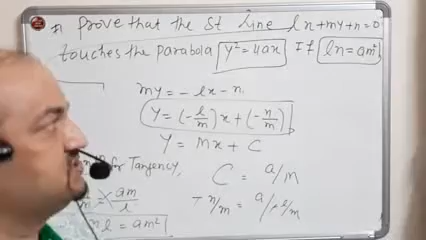 Prove that the St Line lx+my+n=0
touches the parabola y²=4ax If ln=am²
my = -lx - n
y = (-l/m)x + (-n/m)
Y = mx + C
for Tangency,
C = a/m
n/m = a/l/m
am/l
nl = am²